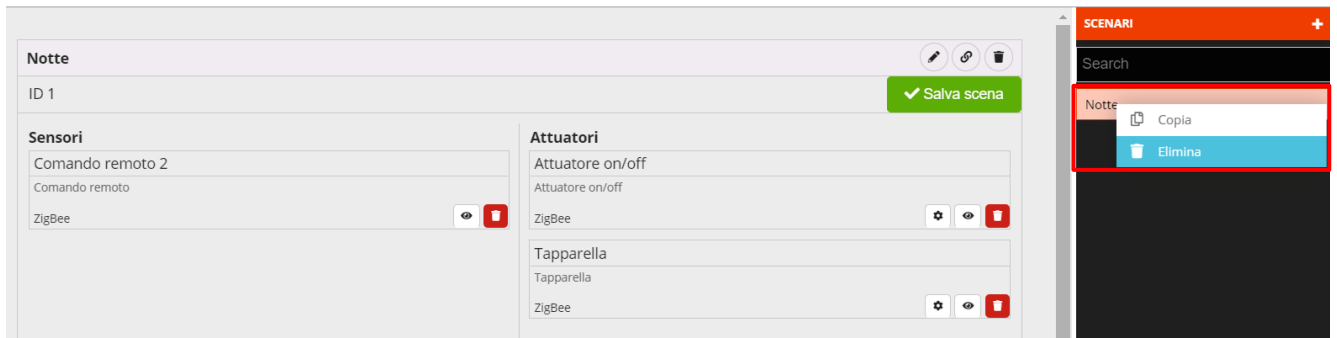 Notte
ID 1
Salva scena
Sensori
Comando remoto 2
Comando remoto
ZigBee
Attuatori
Attuatore on/off
Attuatore on/off
ZigBee
Tapparella
Tapparella
ZigBee
SCENARI
Search
Notte
Copia
Elimina